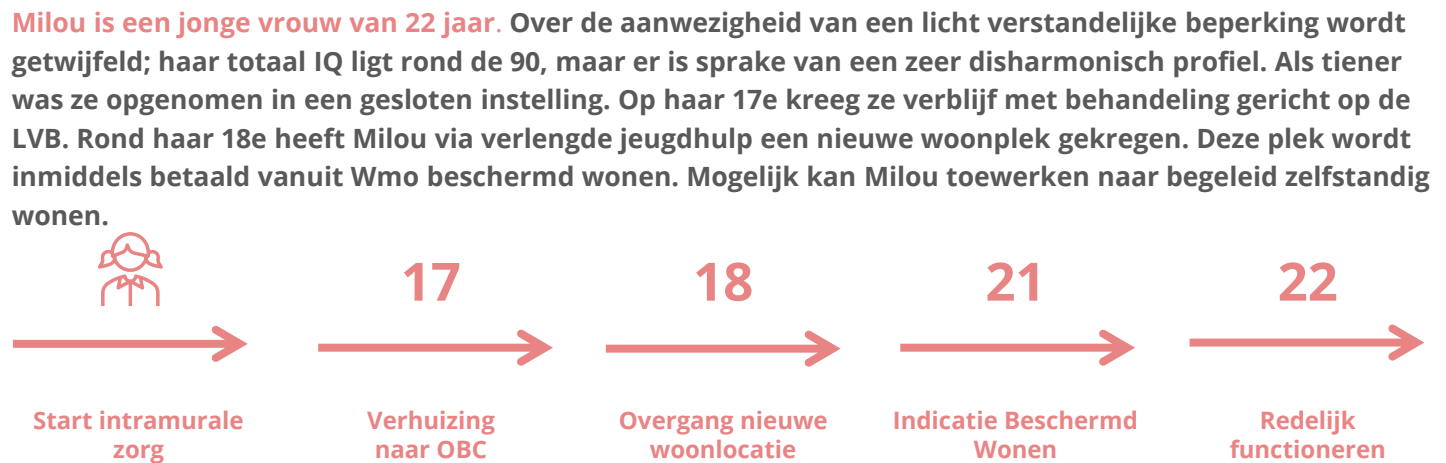 Milou is een jonge vrouw van 22 jaar. Over de aanwezigheid van een licht verstandelijke beperking wordt
getwijfeld; haar totaal IQ ligt rond de 90, maar er is sprake van een zeer disharmonisch profiel. Als tiener
was ze opgenomen in een gesloten instelling. Op haar 17e kreeg ze verblijf met behandeling gericht op de
LVB. Rond haar 18e heeft Milou via verlengde jeugdhulp een nieuwe woonplek gekregen. Deze plek wordt
inmiddels betaald vanuit Wmo beschermd wonen. Mogelijk kan Milou toewerken naar begeleid zelfstandig
wonen.
17 18 21 22
Start intramurale Verhuizing Overgang nieuwe Indicatie Beschermd Redelijk
zorg naar OBC woonlocatie Wonen functioneren